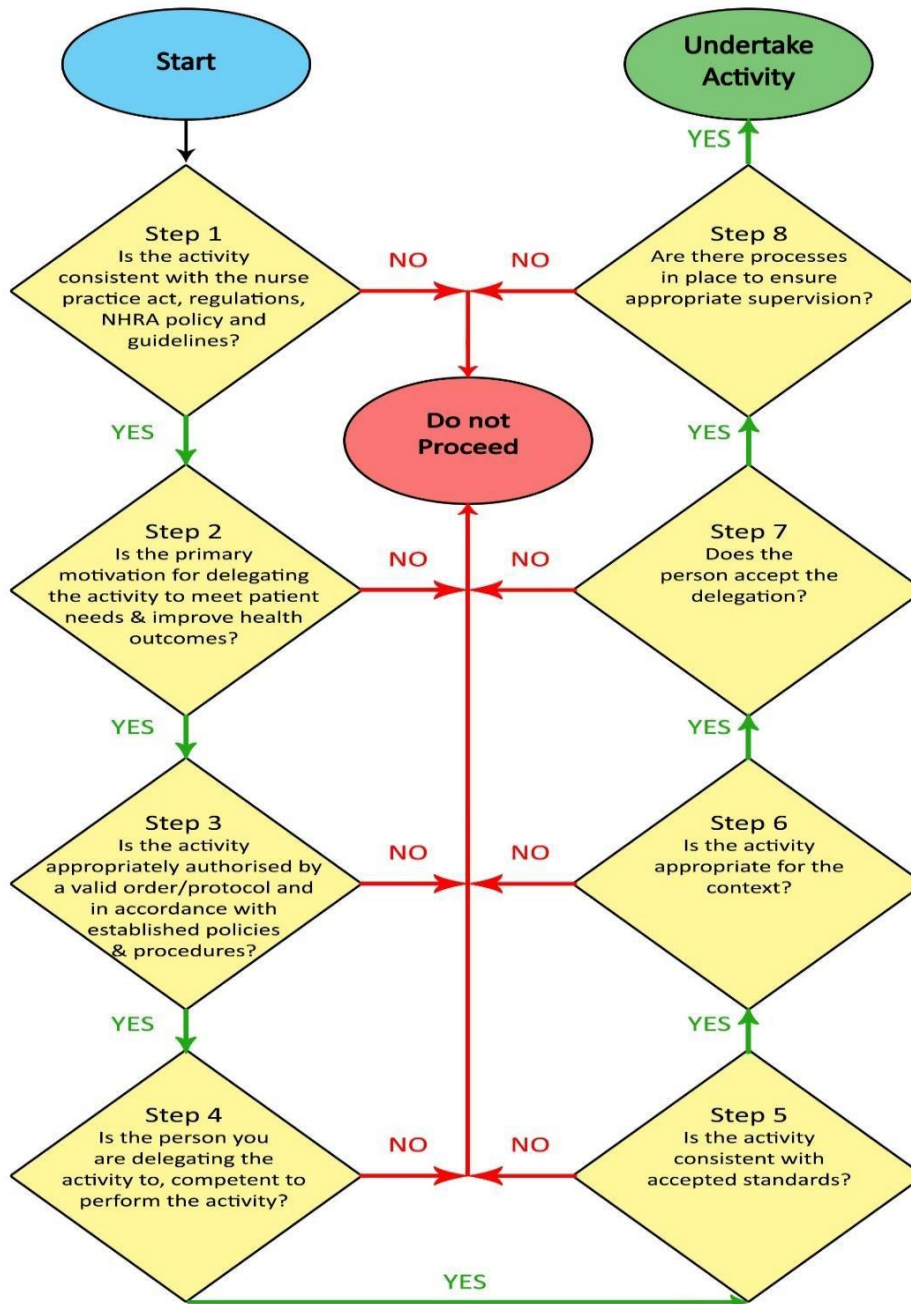 Start
Step 1
Is the activity
consistent with the nurse
practice act, regulations,
NHRA policy and
guidelines?
NO
YES
Step 2
Is the primary
motivation for delegating
the activity to meet patient
needs & improve health
outcomes?
NO
YES
Step 3
Is the activity
appropriately authorised by
a valid order/protocol and
in accordance with
established policies
& procedures?
NO
YES
Step 4
Is the person you
are delegating the
activity to, competent to
perform the activity?
NO
YES
Step 5
Is the activity
consistent with
accepted standards?
NO
YES
Step 6
Is the activity
appropriate for the
context?
NO
YES
Step 7
Does the
person accept the
delegation?
NO
YES
Step 8
Are there processes
in place to ensure
appropriate supervision?
NO
YES
Undertake
Activity
Do not
Proceed